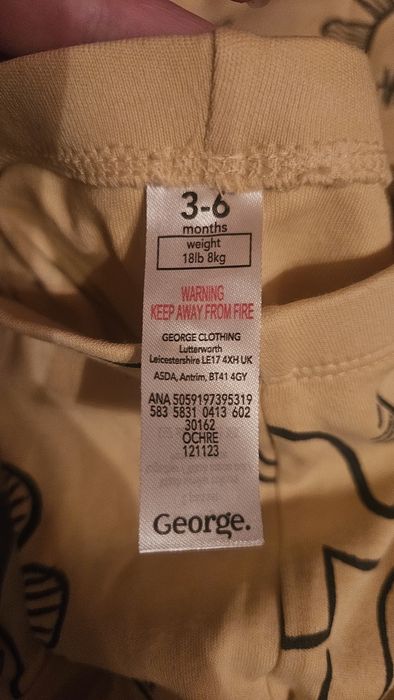 3-6
months
weight
18lb 8kg
WARNING
KEEP AWAY FROM FIRE
GEORGE CLOTHING
Lutterworth
Leicestershire LE17 4XH UK
ASDA, Antrim, BT41 4GY
ANA 5059197395319
583 5831 0413 602
30162
OCHRE
121123
George.